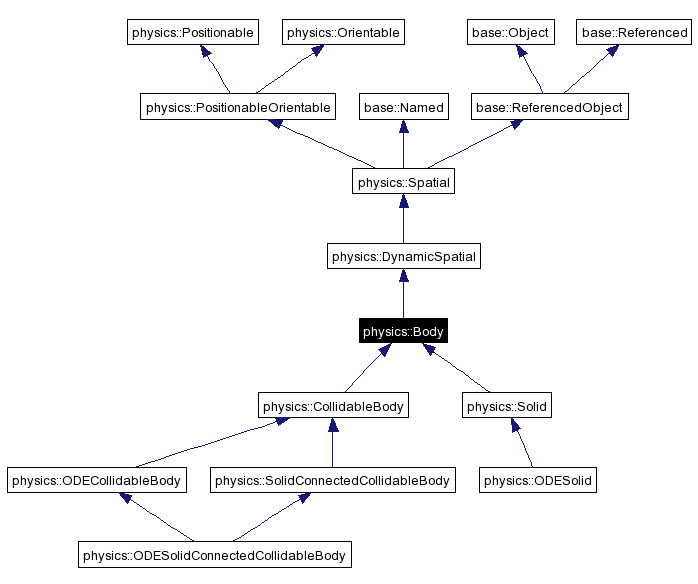 physics::Positionable
physics::Orientable
base::Object
base::Referenced
physics::PositionableOrientable
base::Named
base::ReferencedObject
physics::Spatial
physics::DynamicSpatial
physics::Body
physics::CollidableBody
physics::Solid
physics::ODECollidableBody
physics::SolidConnectedCollidableBody
physics::ODESolid
physics::ODESolidConnectedCollidableBody